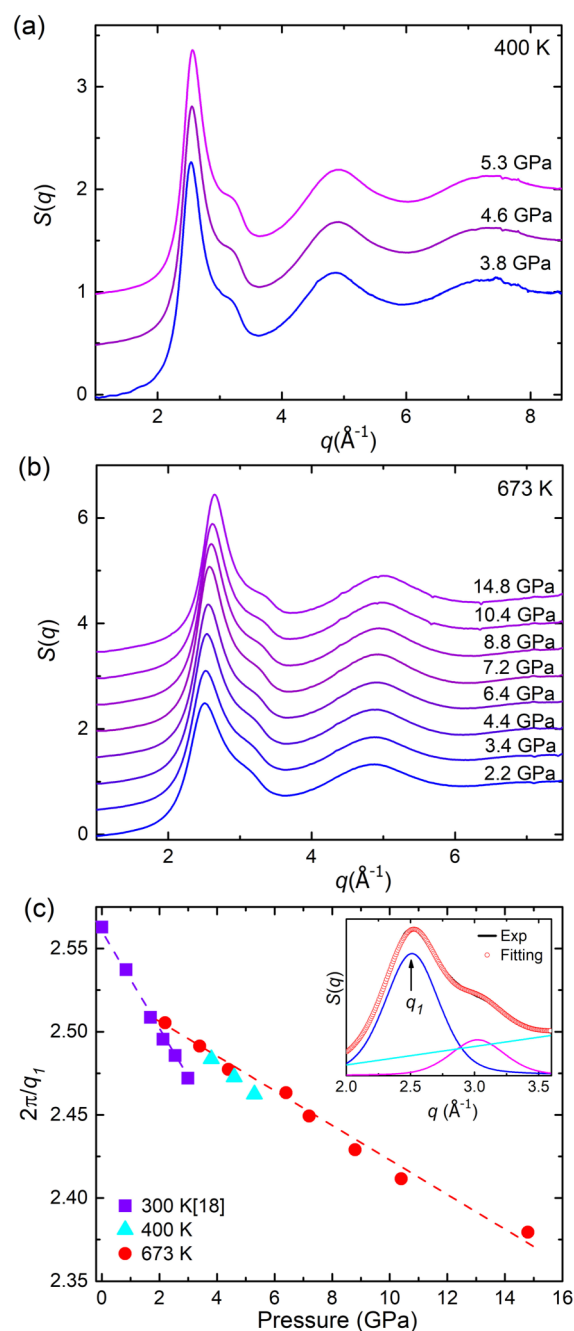 (a)
400 K
3
2
1
0
S(q)
5.3 GPa
4.6 GPa
3.8 GPa
2 4 6 8
q(Å⁻¹)
(b)
673 K
6
4
2
0
S(q)
14.8 GPa
10.4 GPa
8.8 GPa
7.2 GPa
6.4 GPa
4.4 GPa
3.4 GPa
2.2 GPa
2 4 6
q(Å⁻¹)
(c)
2.55
2.50
2.45
2.40
2.35
2π/q₁
S(q)
Exp
Fitting
q₁
2.0 2.5 3.0 3.5
q (Å⁻¹)
300 K[18]
400 K
673 K
0 2 4 6 8 10 12 14 16
Pressure (GPa)